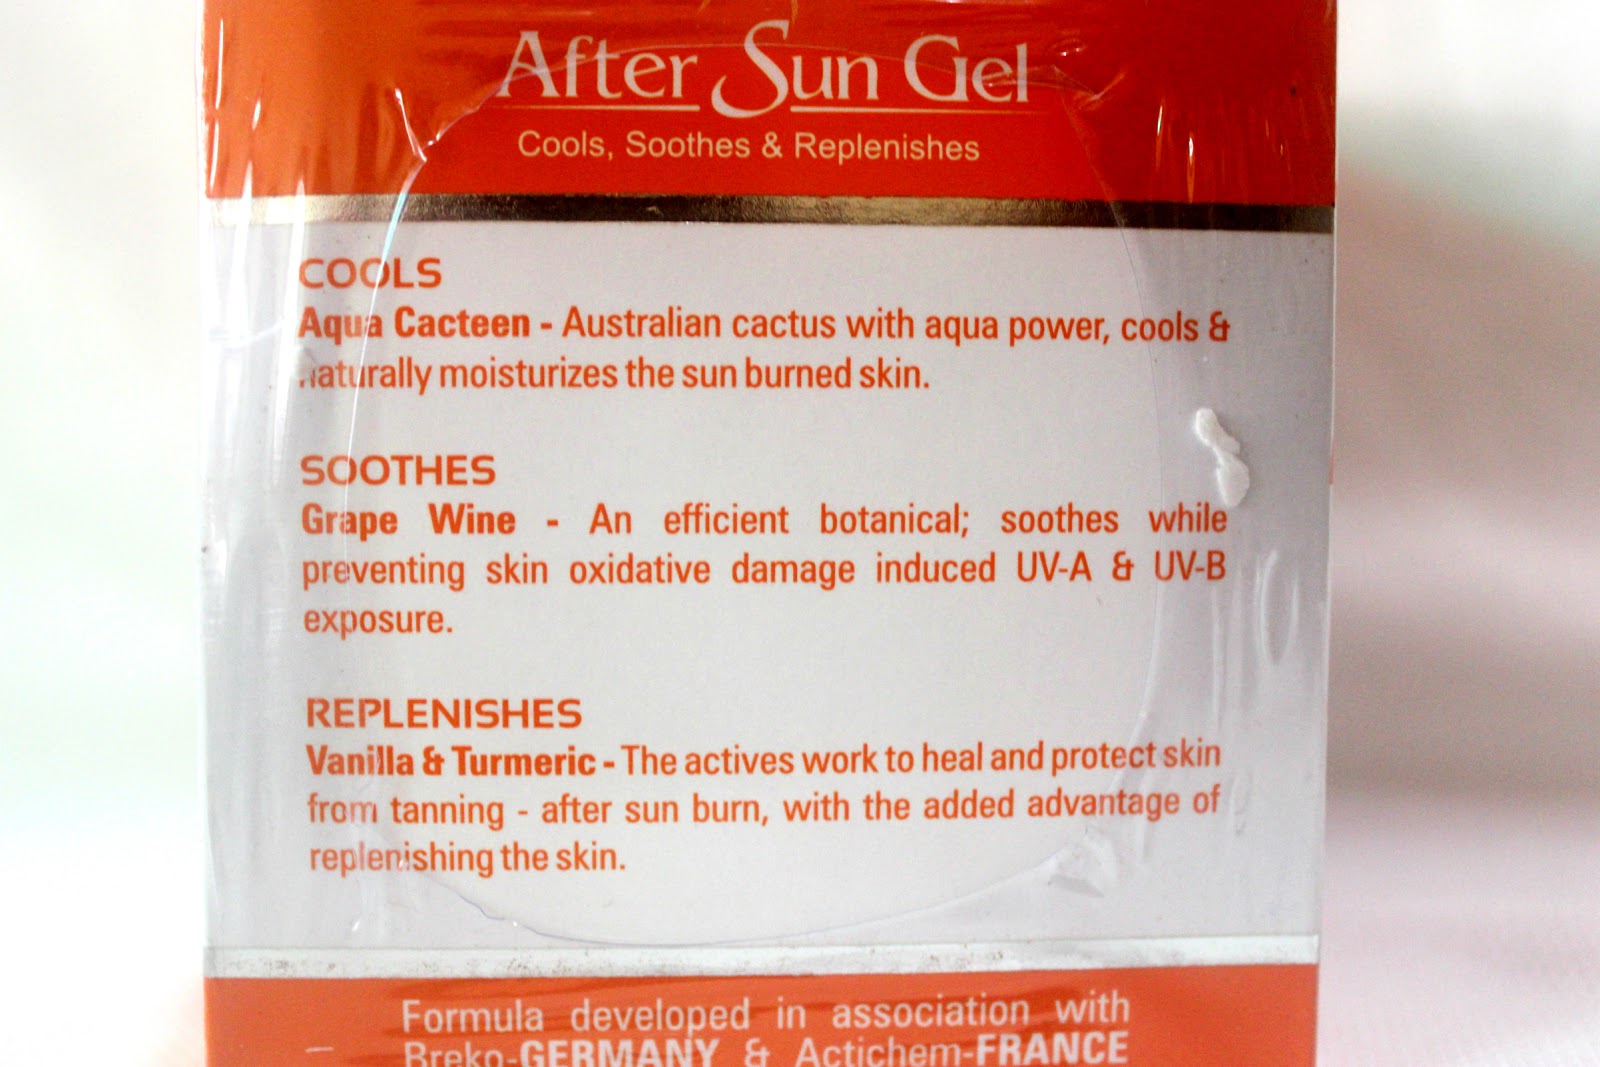 After Sun Gel
Cools, Soothes & Replenishes
COOLS
Aqua Cacteen - Australian cactus with aqua power, cools &
naturally moisturizes the sun burned skin.
SOOTHES
Grape Wine - An efficient botanical; soothes while
preventing skin oxidative damage induced UV-A & UV-B
exposure.
REPLENISHES
Vanilla & Turmeric - The actives work to heal and protect skin
from tanning - after sun burn, with the added advantage of
replenishing the skin.
Formula developed in association with
Breko-GERMANY & Actichem-FRANCE